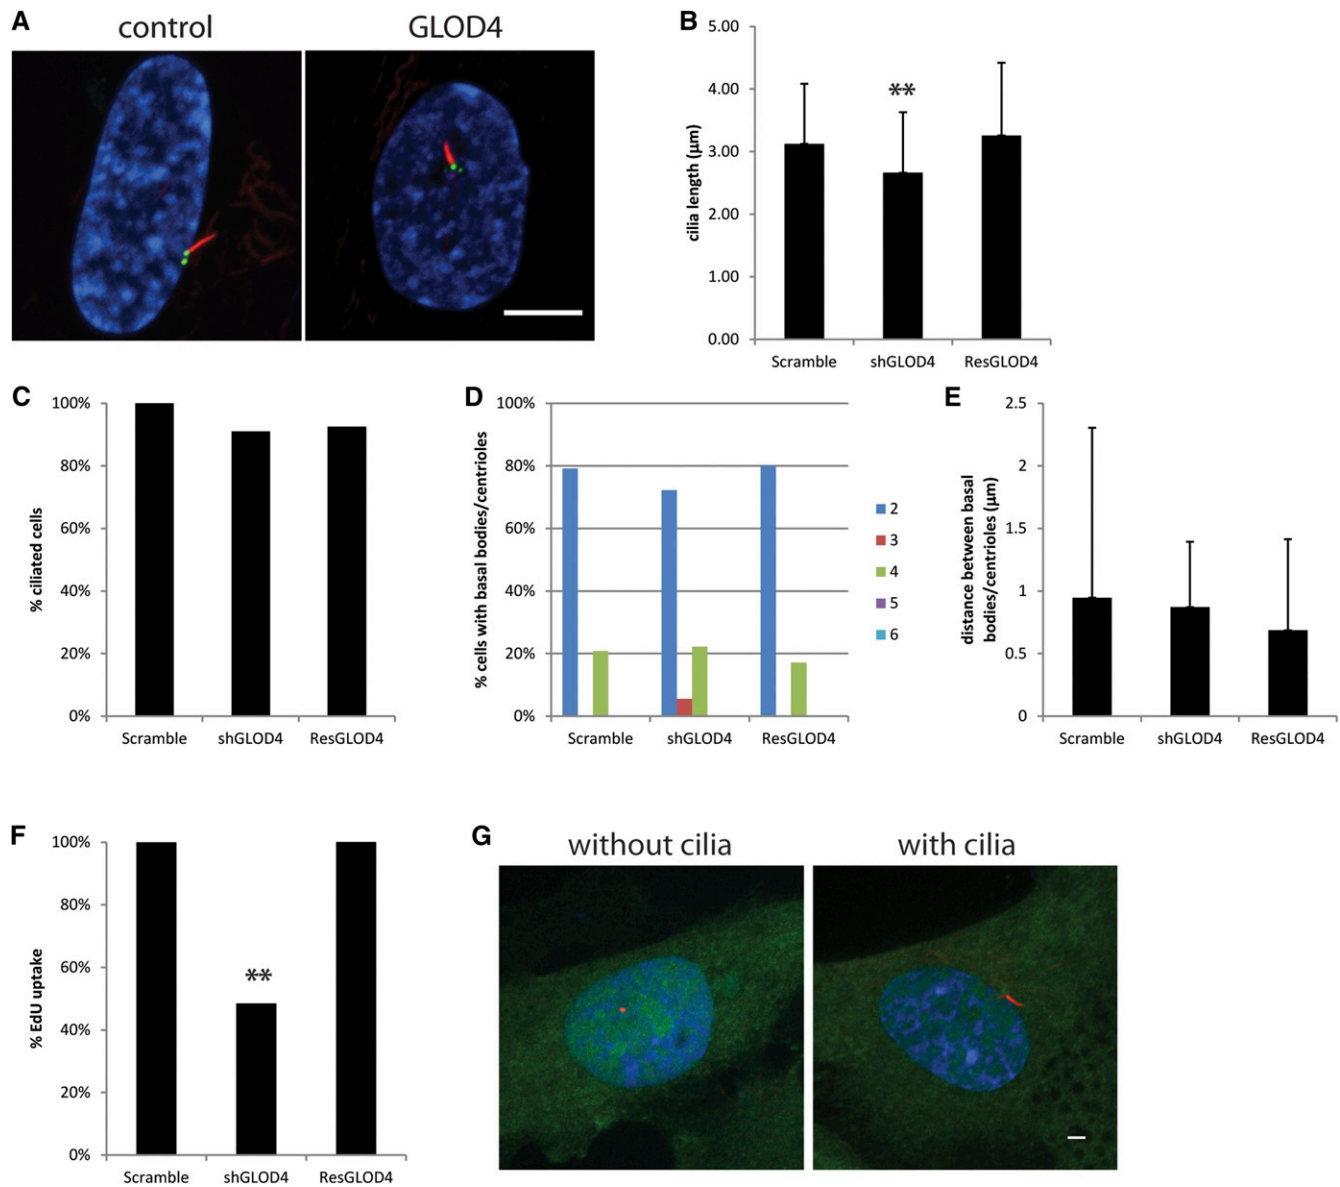 A
control
GLOD4
B
cilia length (µm)
5.00
4.00
3.00
2.00
1.00
0.00
**
Scramble
shGLOD4
ResGLOD4
C
% ciliated cells
100%
80%
60%
40%
20%
0%
Scramble
shGLOD4
ResGLOD4
D
% cells with basal bodies/centrioles
100%
80%
60%
40%
20%
0%
Scramble
shGLOD4
ResGLOD4
2
3
4
5
6
E
distance between basal
bodies/centrioles (µm)
2.5
2
1.5
1
0.5
0
Scramble
shGLOD4
ResGLOD4
F
% EdU uptake
100%
80%
60%
40%
20%
0%
**
Scramble
shGLOD4
ResGLOD4
G
without cilia
with cilia